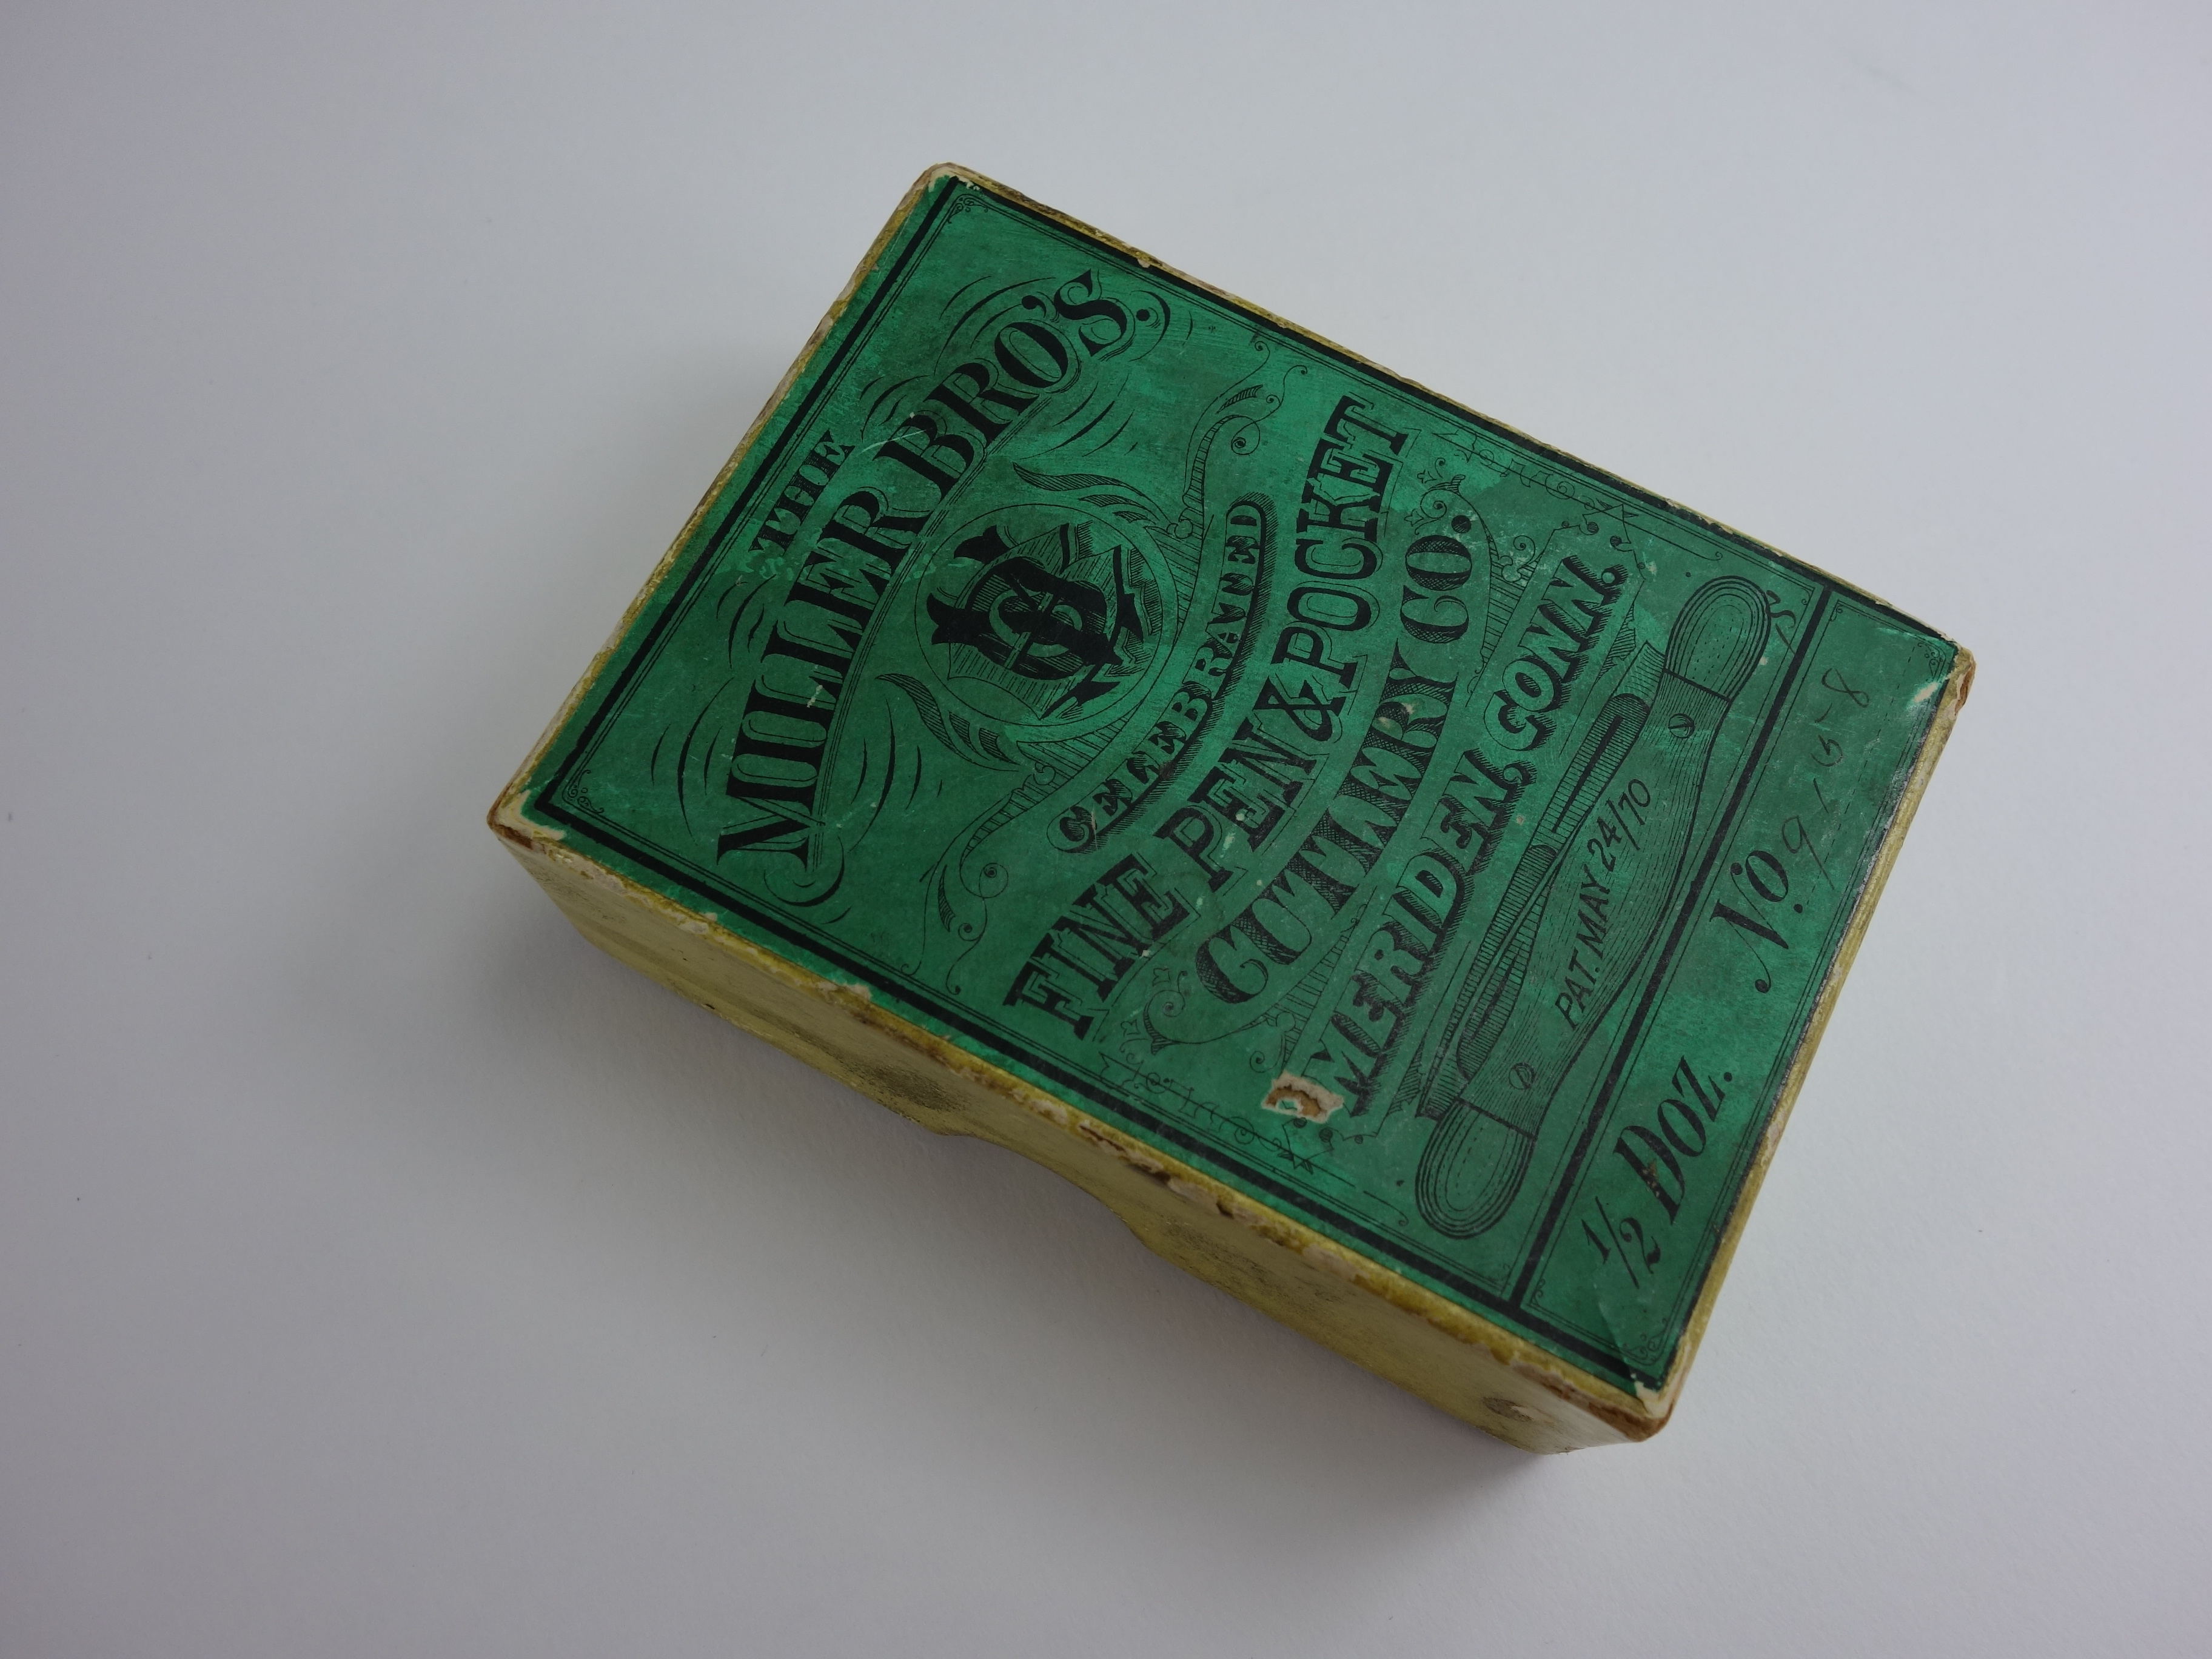 THE
MILLER BRO'S.
CELEBRATED
FINE PEN & POCKET
CUTLERY CO.
MERIDEN, CONN.
PAT. MAY 24/70
1/2 Doz. No.